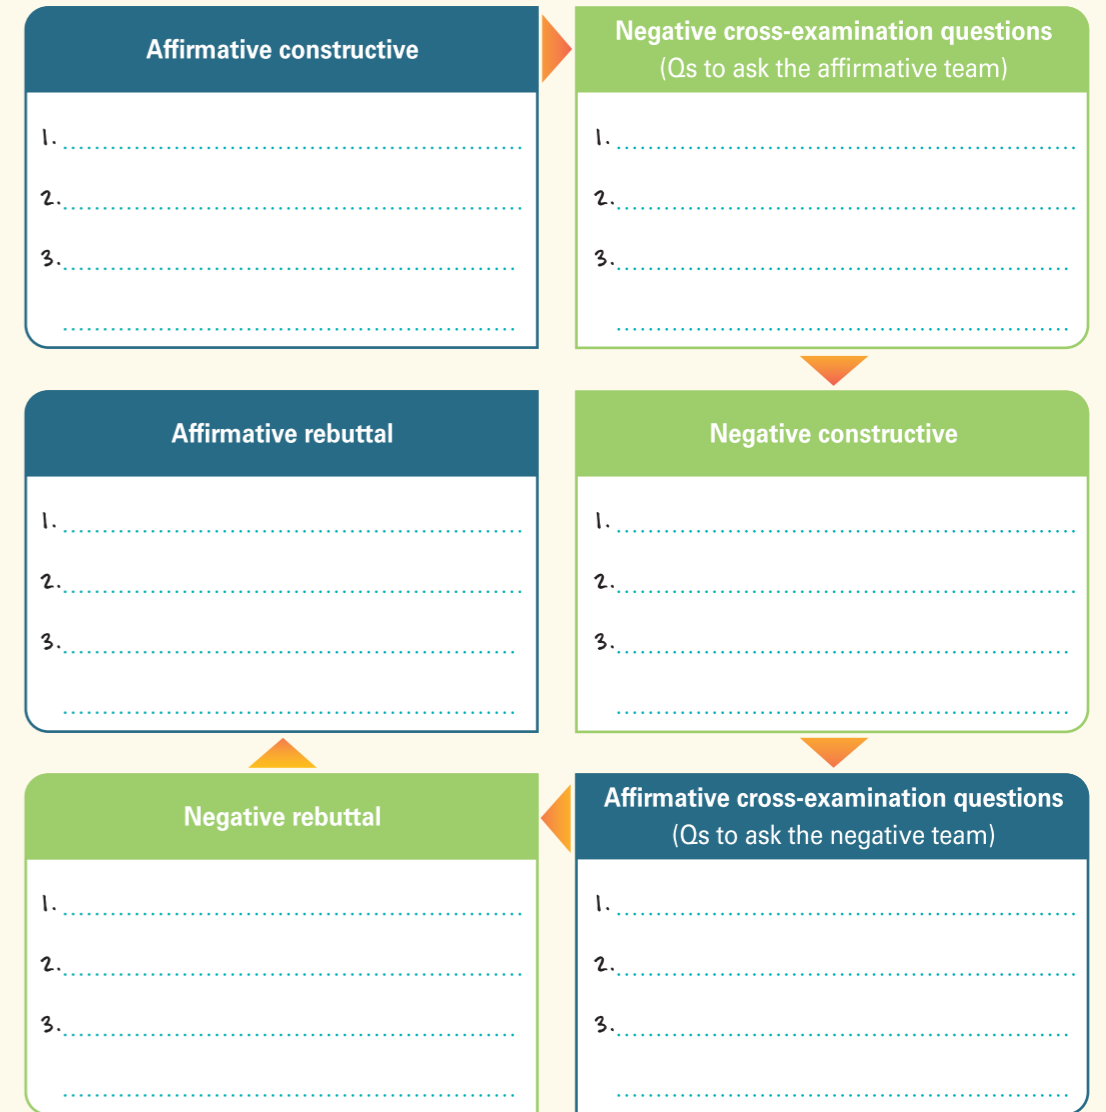 Affirmative constructive
1.
2.
3.
Negative cross-examination questions
(Qs to ask the affirmative team)
1.
2.
3.
Affirmative rebuttal
1.
2.
3.
Negative constructive
1.
2.
3.
Negative rebuttal
1.
2.
3.
Affirmative cross-examination questions
(Qs to ask the negative team)
1.
2.
3.